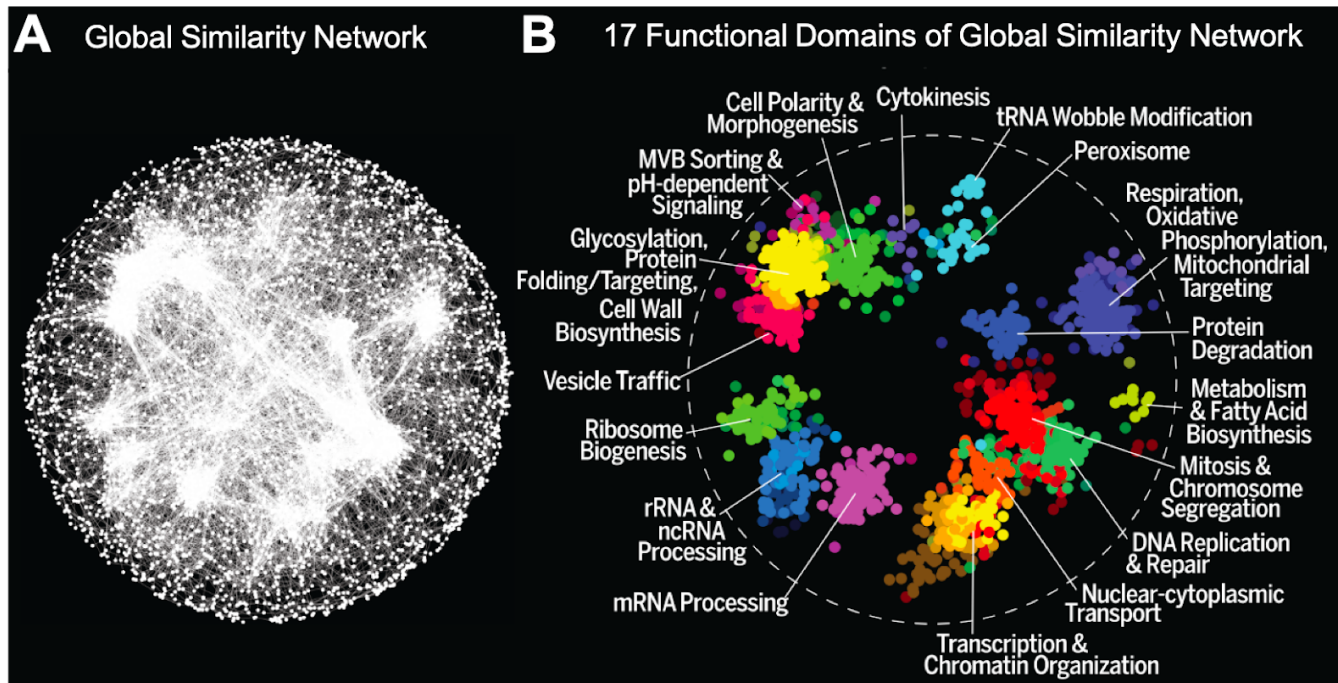 A Global Similarity Network
B 17 Functional Domains of Global Similarity Network
Cell Polarity &
Morphogenesis
Cytokinesis
tRNA Wobble Modification
Peroxisome
MVB Sorting &
pH-dependent
Signaling
Respiration,
Oxidative
Phosphorylation,
Mitochondrial
Targeting
Glycosylation,
Protein
Folding/Targeting,
Cell Wall
Biosynthesis
Protein
Degradation
Vesicle Traffic
Metabolism
& Fatty Acid
Biosynthesis
Ribosome
Biogenesis
Mitosis &
Chromosome
Segregation
rRNA &
ncRNA
Processing
DNA Replication
& Repair
mRNA Processing
Nuclear-cytoplasmic
Transport
Transcription &
Chromatin Organization